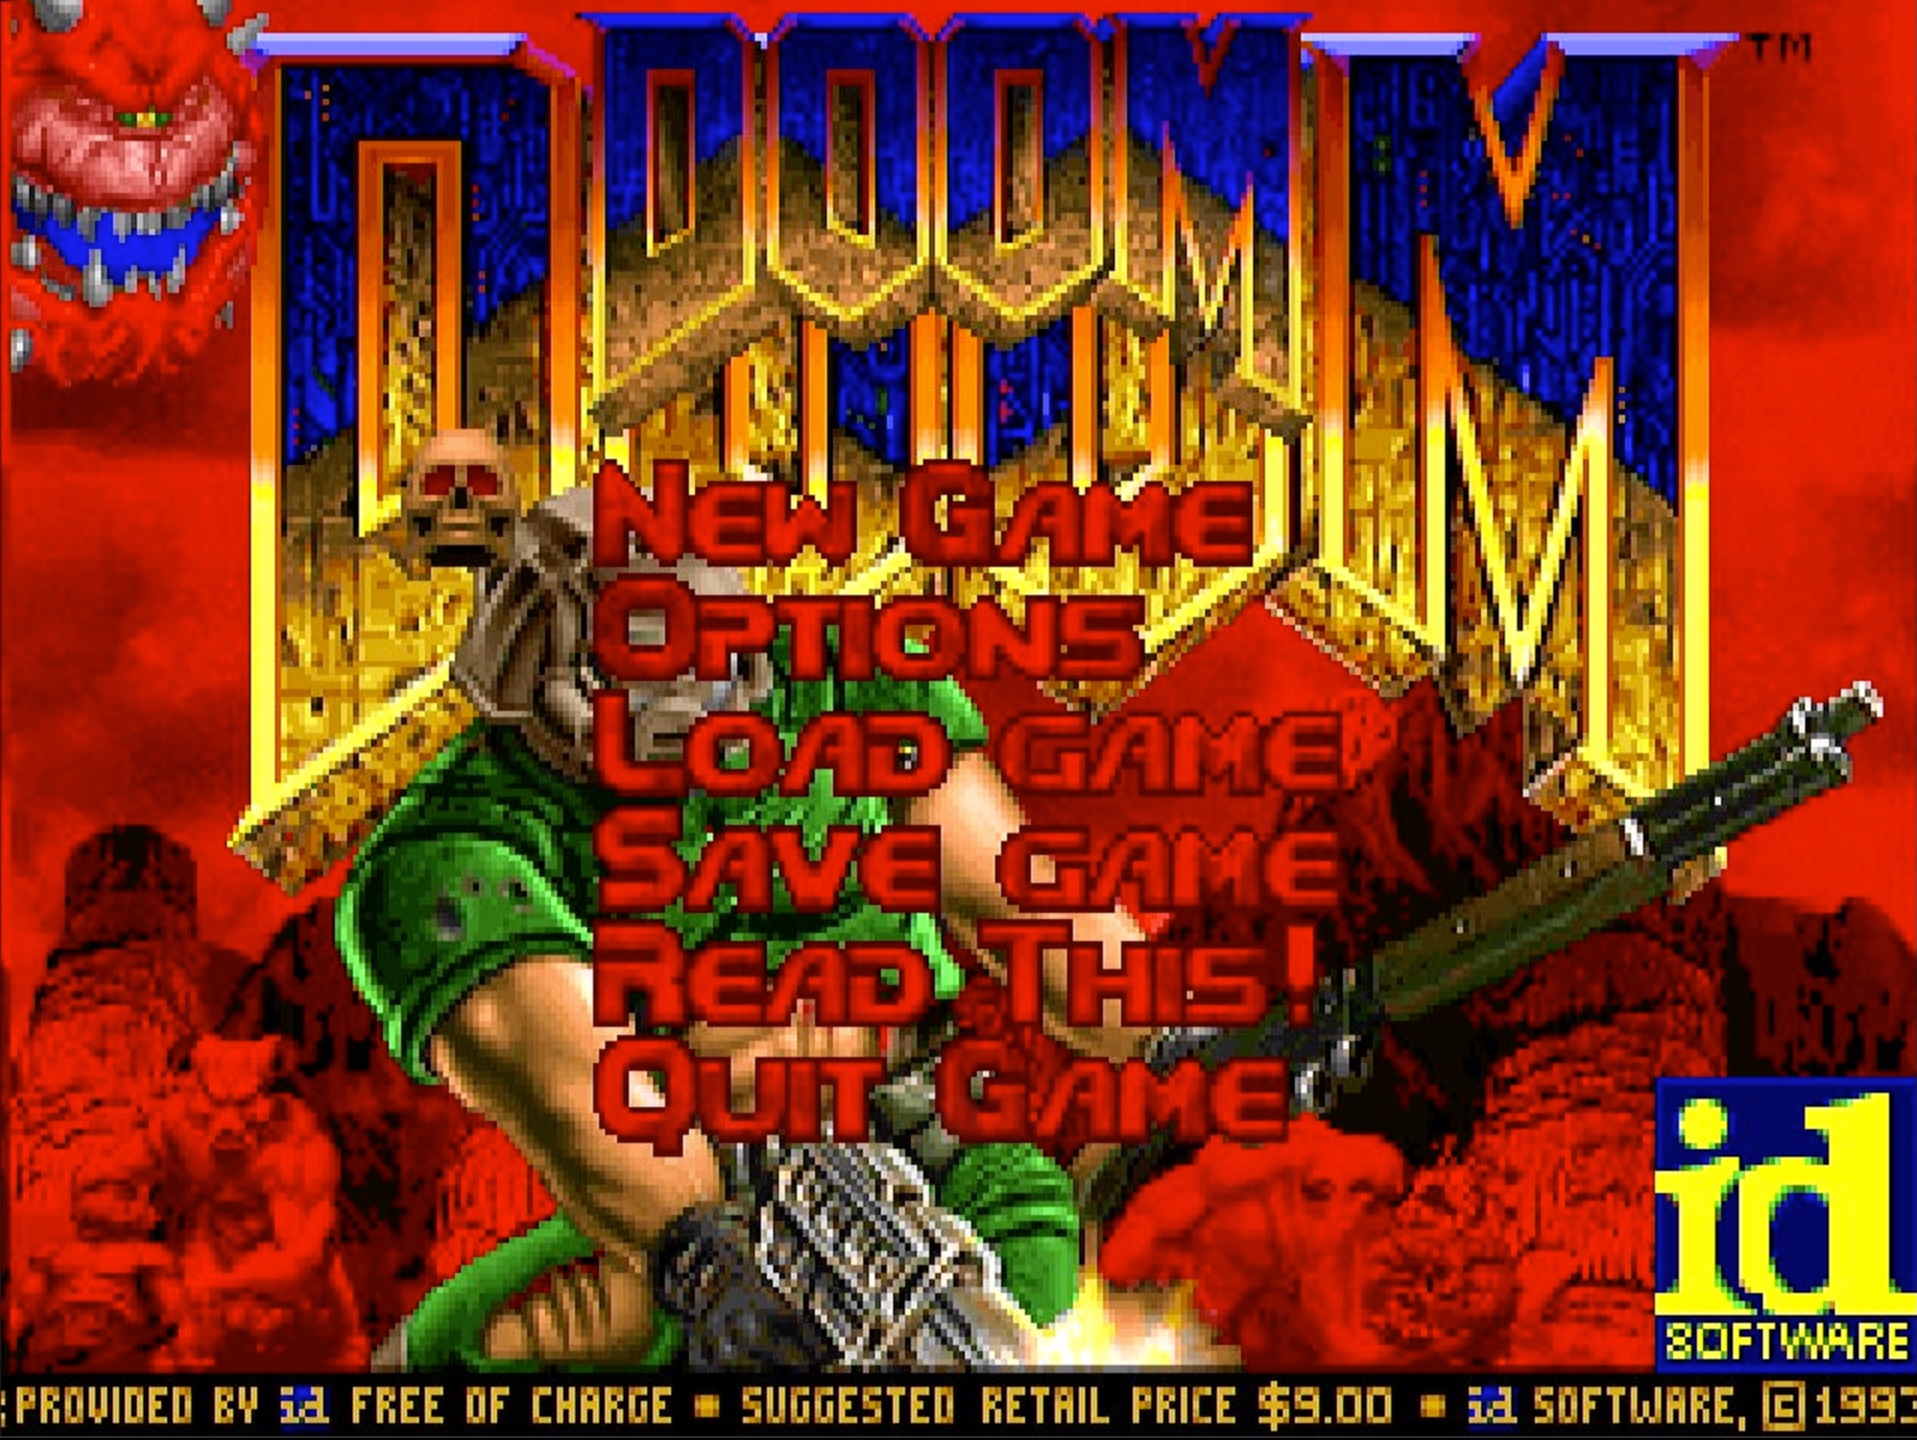 DOOM
DOOM ™
New Game
Options
Load game
Save game
Read This!
Quit Game
id
SOFTWARE
PROVIDED BY id FREE OF CHARGE ▪ SUGGESTED RETAIL PRICE $9.00 ▪ id SOFTWARE, ©1993